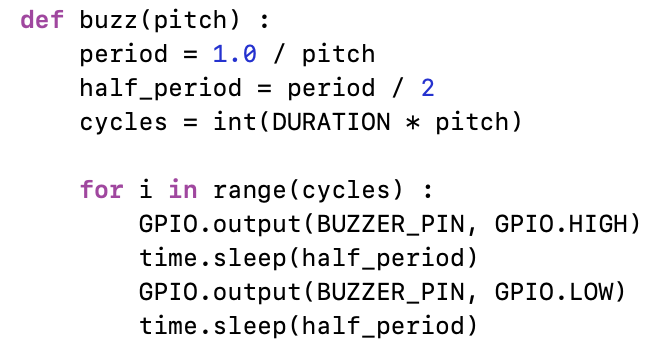 def buzz(pitch) :
    period = 1.0 / pitch
    half_period = period / 2
    cycles = int(DURATION * pitch)

    for i in range(cycles) :
        GPIO.output(BUZZER_PIN, GPIO.HIGH)
        time.sleep(half_period)
        GPIO.output(BUZZER_PIN, GPIO.LOW)
        time.sleep(half_period)